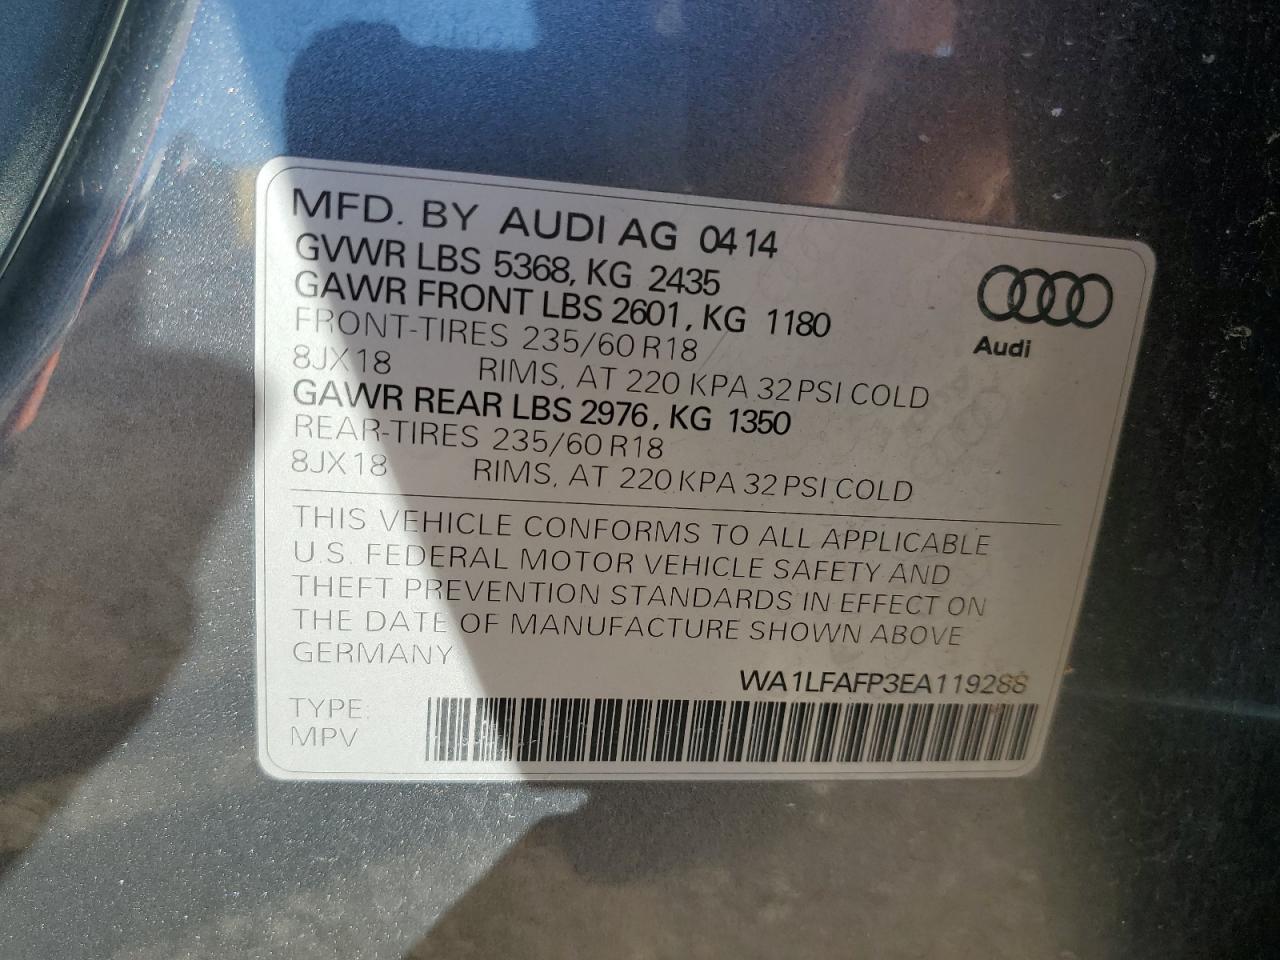 MFD. BY AUDI AG 0414
GVWR LBS 5368, KG 2435
GAWR FRONT LBS 2601, KG 1180
FRONT-TIRES 235/60 R18
8JX18 RIMS, AT 220 KPA 32 PSI COLD
GAWR REAR LBS 2976, KG 1350
REAR-TIRES 235/60 R18
8JX18 RIMS, AT 220 KPA 32 PSI COLD
Audi
THIS VEHICLE CONFORMS TO ALL APPLICABLE
U.S. FEDERAL MOTOR VEHICLE SAFETY AND
THEFT PREVENTION STANDARDS IN EFFECT ON
THE DATE OF MANUFACTURE SHOWN ABOVE
GERMANY
WA1LFAFP3EA119288
TYPE:
MPV